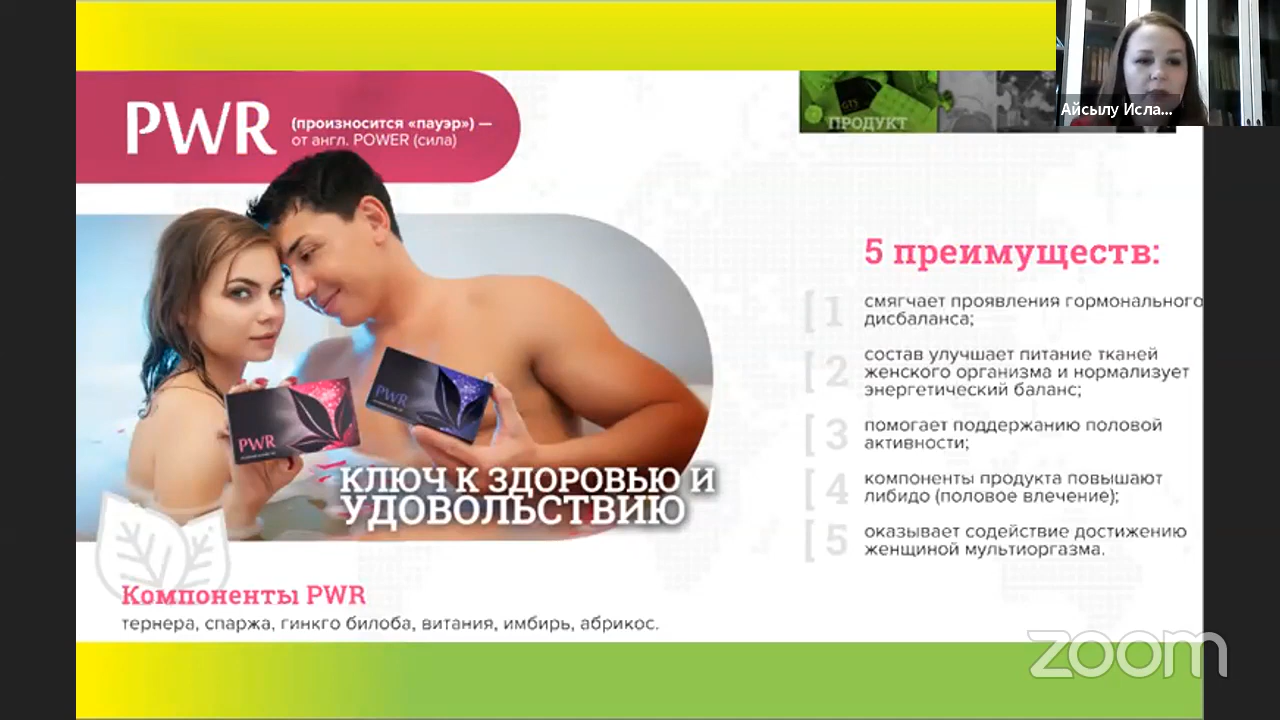 PWR
(произносится «пауэр») —
от англ. POWER (сила)
GTS
ПРОДУКТ
Айсылу Исла...
5 преимуществ:
[1 смягчает проявления гормонального
дисбаланса;
[2 состав улучшает питание тканей
женского организма и нормализует
энергетический баланс;
[3 помогает поддержанию половой
активности;
[4 компоненты продукта повышают
либидо (половое влечение);
[5 оказывает содействие достижению
женщиной мультиоргазма.
PWR
PWR
КЛЮЧ К ЗДОРОВЬЮ И
УДОВОЛЬСТВИЮ
Компоненты PWR
тернера, спаржа, гинкго билоба, витания, имбирь, абрикос.
zoom